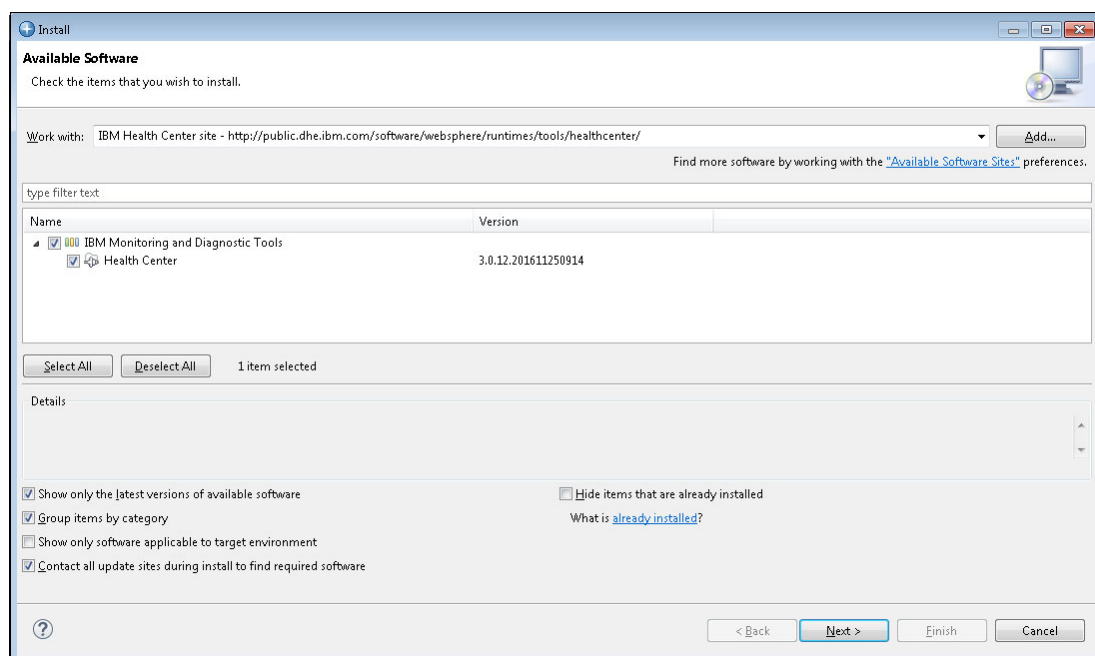 Install
Available Software
Check the items that you wish to install.
Work with: IBM Health Center site - http://public.dhe.ibm.com/software/websphere/runtimes/tools/healthcenter/ Add...
Find more software by working with the "Available Software Sites" preferences.
type filter text
Name Version
IBM Monitoring and Diagnostic Tools
Health Center 3.0.12.201611250914
Select All Deselect All 1 item selected
Details
Show only the latest versions of available software Hide items that are already installed
Group items by category What is already installed?
Show only software applicable to target environment
Contact all update sites during install to find required software
? < Back Next > Finish Cancel